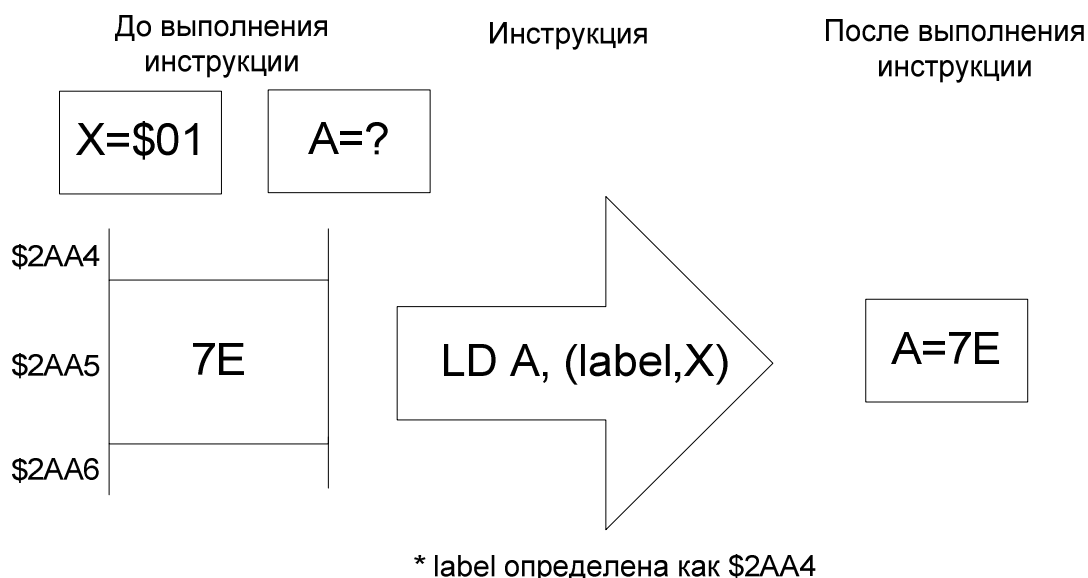 До выполнения
инструкции
Инструкция
После выполнения
инструкции
X=$01
A=?
$2AA4
$2AA5
7E
$2AA6
LD A, (label,X)
A=7E
* label определена как $2AA4